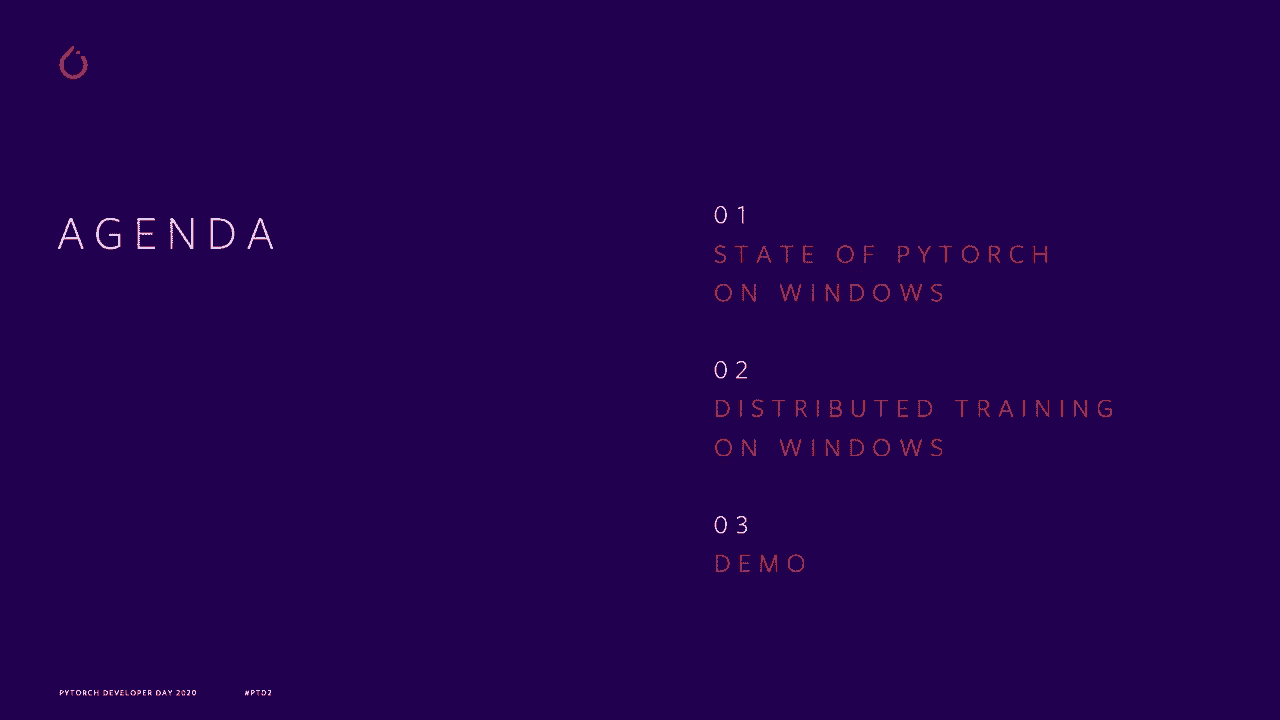 AGENDA
01
STATE OF PYTORCH
ON WINDOWS
02
DISTRIBUTED TRAINING
ON WINDOWS
03
DEMO
PYTORCH DEVELOPER DAY 2020
#PTD2